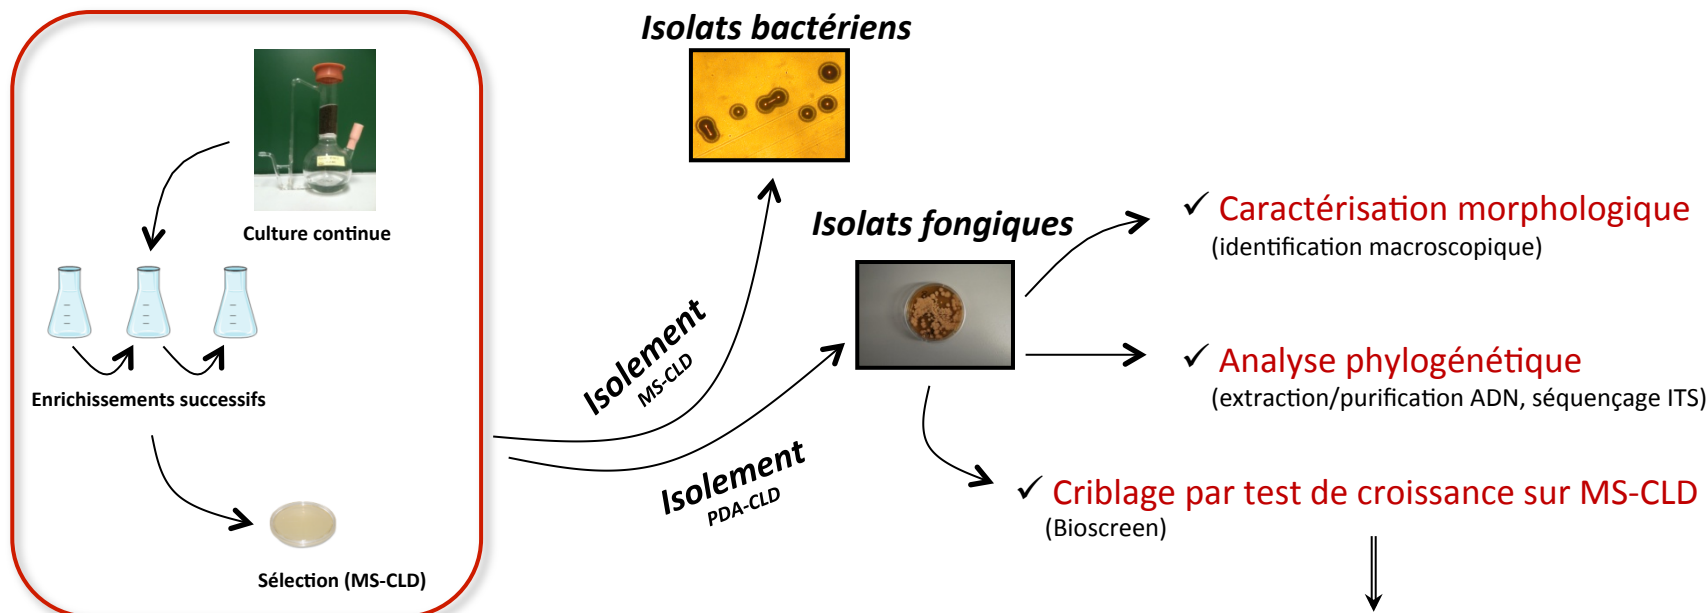 Culture continue
Enrichissements successifs
Sélection (MS-CLD)
Isolats bactériens
Isolement
MS-CLD
Isolement
PDA-CLD
Isolats fongiques
✓ Caractérisation morphologique
(identification macroscopique)
✓ Analyse phylogénétique
(extraction/purification ADN, séquençage ITS)
✓ Criblage par test de croissance sur MS-CLD
(Bioscreen)